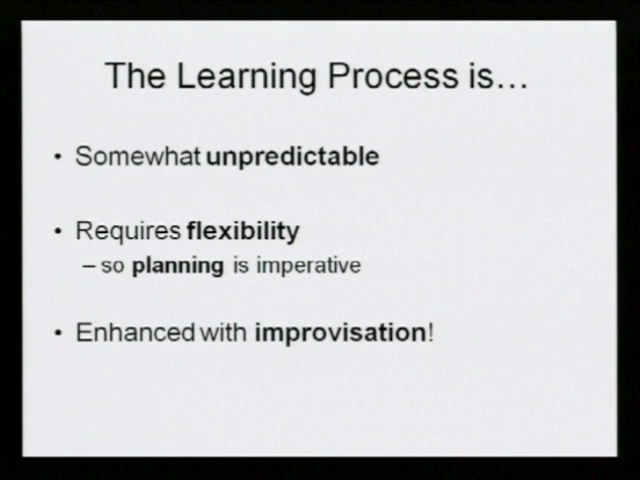 The Learning Process is…
• Somewhat unpredictable
• Requires flexibility
– so planning is imperative
• Enhanced with improvisation!